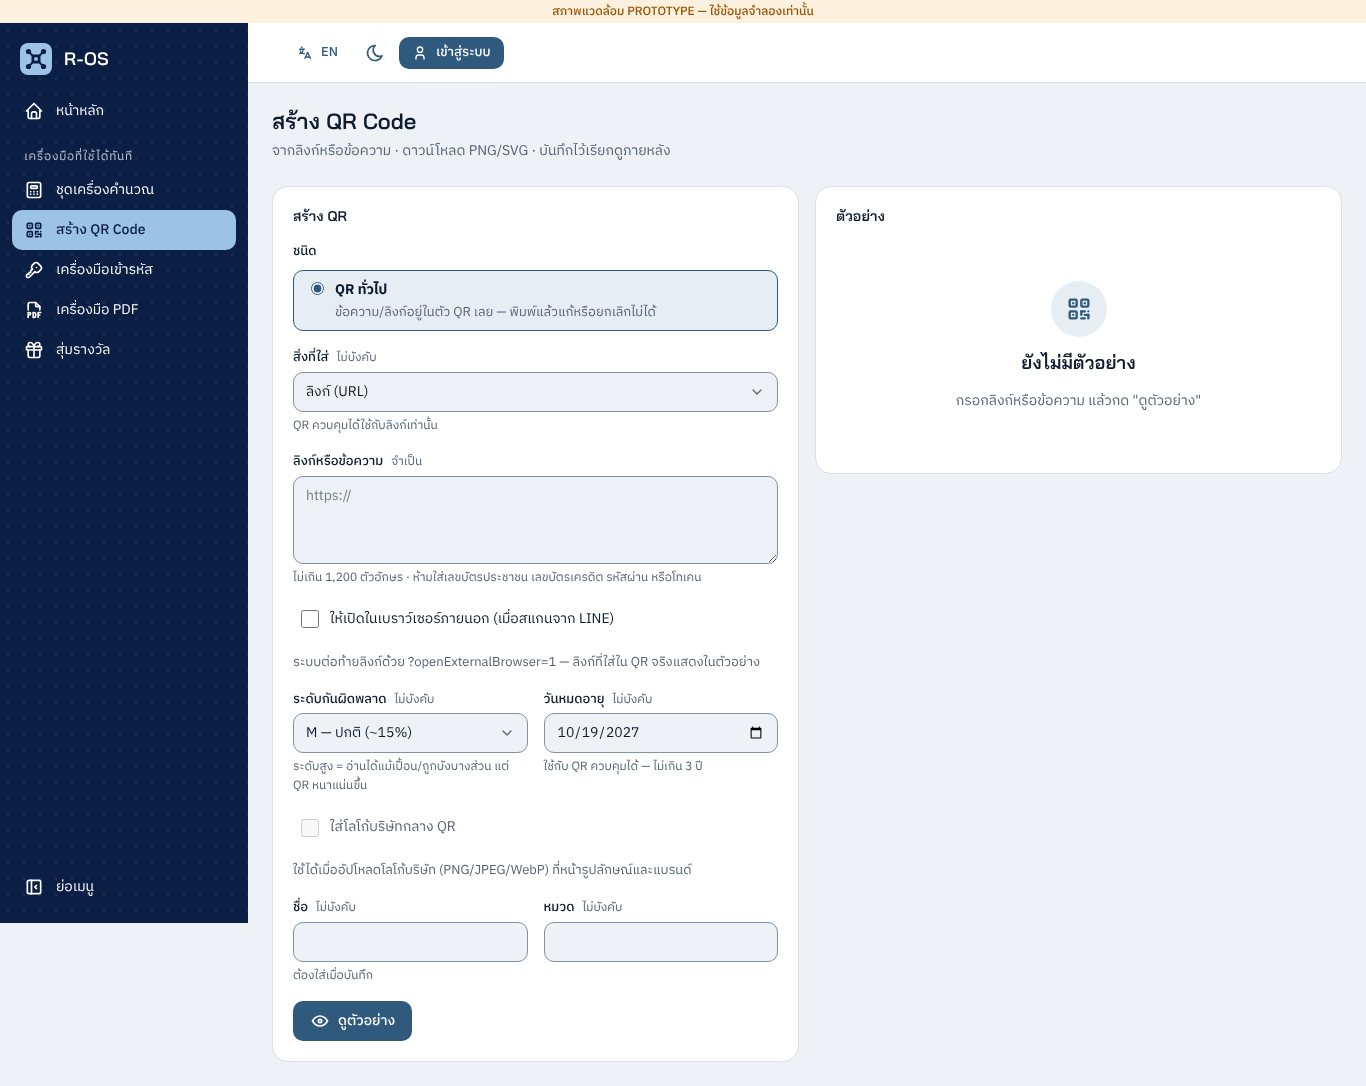 สภาพแวดล้อม PROTOTYPE — ใช้ข้อมูลจำลองเท่านั้น
R-OS
หน้าหลัก
เครื่องมือที่ใช้ได้ทันที
ชุดเครื่องคำนวณ
สร้าง QR Code
เครื่องมือเข้ารหัส
เครื่องมือ PDF
สุ่มรางวัล
ย่อเมนู
EN
เข้าสู่ระบบ
สร้าง QR Code
จากลิงก์หรือข้อความ · ดาวน์โหลด PNG/SVG · บันทึกไว้เรียกดูภายหลัง
สร้าง QR
ชนิด
QR ทั่วไป
ข้อความ/ลิงก์อยู่ในตัว QR เลย — พิมพ์แล้วแก้หรือยกเลิกไม่ได้
สิ่งที่ใส่ ไม่บังคับ
ลิงก์ (URL)
QR ควบคุมได้ใช้กับลิงก์เท่านั้น
ลิงก์หรือข้อความ จำเป็น
https://
ไม่เกิน 1,200 ตัวอักษร · ห้ามใส่เลขบัตรประชาชน เลขบัตรเครดิต รหัสผ่าน หรือโทเคน
ให้เปิดในเบราว์เซอร์ภายนอก (เมื่อสแกนจาก LINE)
ระบบต่อท้ายลิงก์ด้วย ?openExternalBrowser=1 — ลิงก์ที่ใส่ใน QR จริงแสดงในตัวอย่าง
ระดับกันผิดพลาด ไม่บังคับ
M — ปกติ (~15%)
ระดับสูง = อ่านได้แม้เปื้อน/ถูกบังบางส่วน แต่
QR หนาแน่นขึ้น
วันหมดอายุ ไม่บังคับ
10/19/2027
ใช้กับ QR ควบคุมได้ — ไม่เกิน 3 ปี
ใส่โลโก้บริษัทกลาง QR
ใช้ได้เมื่ออัปโหลดโลโก้บริษัท (PNG/JPEG/WebP) ที่หน้ารูปลักษณ์และแบรนด์
ชื่อ ไม่บังคับ
ต้องใส่เมื่อบันทึก
หมวด ไม่บังคับ
ดูตัวอย่าง
ตัวอย่าง
ยังไม่มีตัวอย่าง
กรอกลิงก์หรือข้อความ แล้วกด "ดูตัวอย่าง"